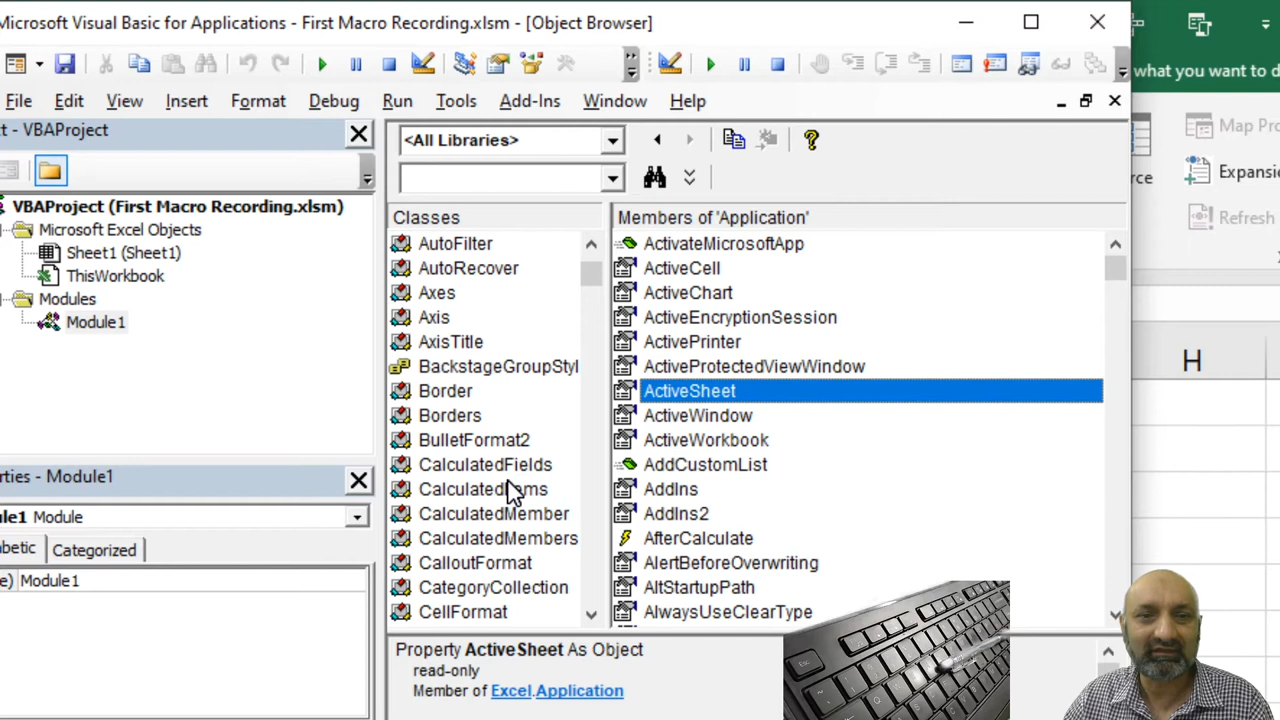 Microsoft Visual Basic for Applications - First Macro Recording.xlsm - [Object Browser]
what you want to d
File Edit View Insert Format Debug Run Tools Add-Ins Window Help
t - VBAProject
<All Libraries>
Map Pro
rce
Expansi
Refresh
VBAProject (First Macro Recording.xlsm)
Microsoft Excel Objects
Sheet1 (Sheet1)
ThisWorkbook
Modules
Module1
Classes
AutoFilter
AutoRecover
Axes
Axis
AxisTitle
BackstageGroupStyl
Border
Borders
BulletFormat2
CalculatedFields
CalculatedItems
CalculatedMember
CalculatedMembers
CalloutFormat
CategoryCollection
CellFormat
Members of 'Application'
ActivateMicrosoftApp
ActiveCell
ActiveChart
ActiveEncryptionSession
ActivePrinter
ActiveProtectedViewWindow
ActiveSheet
ActiveWindow
ActiveWorkbook
AddCustomList
AddIns
AddIns2
AfterCalculate
AlertBeforeOverwriting
AltStartupPath
AlwaysUseClearType
H
rties - Module1
ule1 Module
betic Categorized
e) Module1
Property ActiveSheet As Object
read-only
Member of Excel.Application